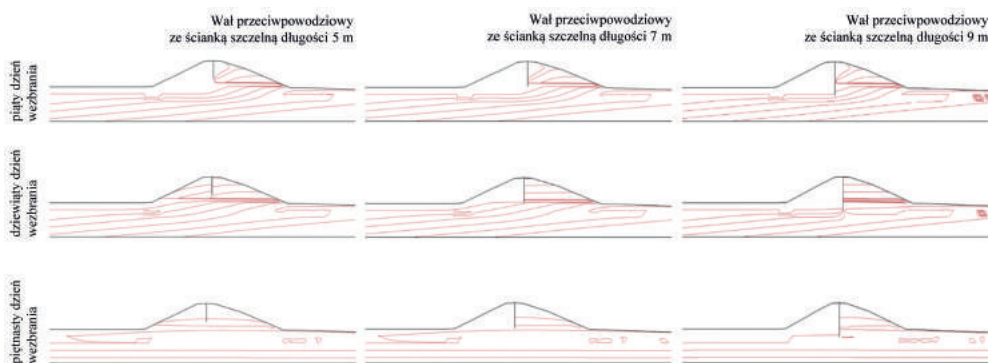 Wał przeciwpowodziowy
ze ścianką szczelną długości 5 m
Wał przeciwpowodziowy
ze ścianką szczelną długości 7 m
Wał przeciwpowodziowy
ze ścianką szczelną długości 9 m
piąty dzień
wezbrania
dziewiąty dzień
wezbrania
piętnasty dzień
wezbrania